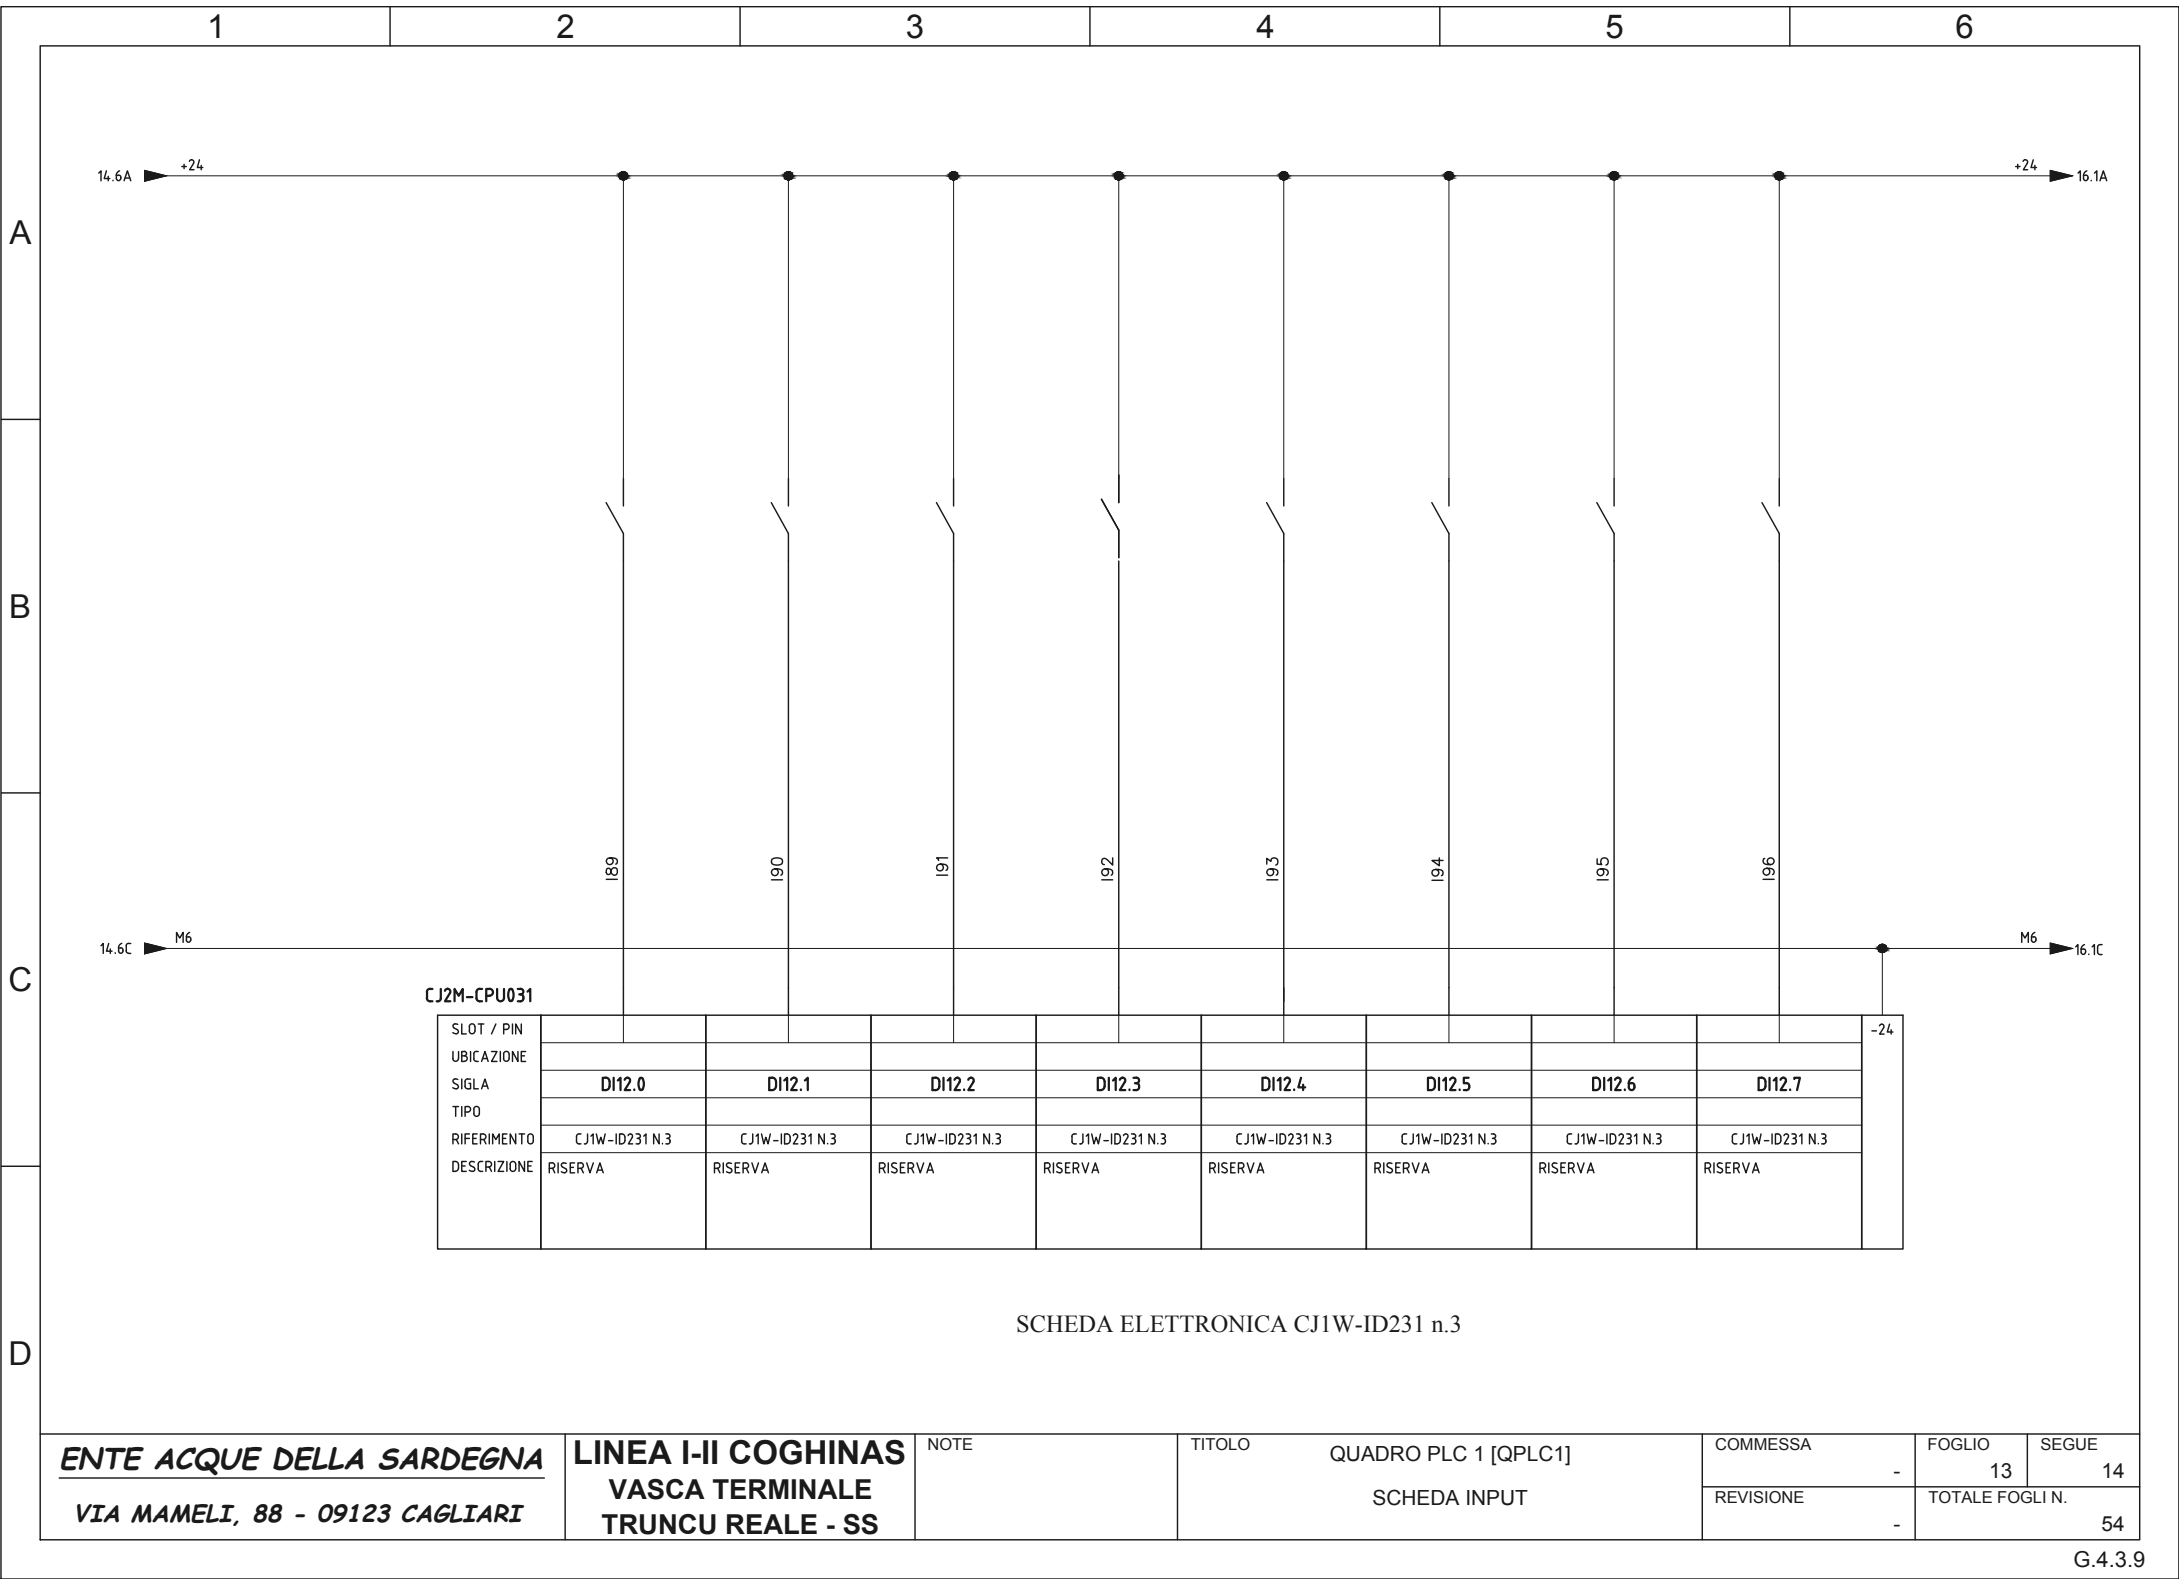 1 2 3 4 5 6
A
B
C
D
14.6A +24 +24 16.1A
I89 I90 I91 I92 I93 I94 I95 I96
14.6C M6 M6 16.1C
CJ2M-CPU031
SLOT / PIN -24
UBICAZIONE
SIGLA DI12.0 DI12.1 DI12.2 DI12.3 DI12.4 DI12.5 DI12.6 DI12.7
TIPO
RIFERIMENTO CJ1W-ID231 N.3 CJ1W-ID231 N.3 CJ1W-ID231 N.3 CJ1W-ID231 N.3 CJ1W-ID231 N.3 CJ1W-ID231 N.3 CJ1W-ID231 N.3 CJ1W-ID231 N.3
DESCRIZIONE RISERVA RISERVA RISERVA RISERVA RISERVA RISERVA RISERVA RISERVA
SCHEDA ELETTRONICA CJ1W-ID231 n.3
ENTE ACQUE DELLA SARDEGNA
VIA MAMELI, 88 - 09123 CAGLIARI
LINEA I-II COGHINAS
VASCA TERMINALE
TRUNCU REALE - SS
NOTE
TITOLO
QUADRO PLC 1 [QPLC1]
SCHEDA INPUT
COMMESSA
-
REVISIONE
-
FOGLIO
13
SEGUE
14
TOTALE FOGLI N.
54
G.4.3.9